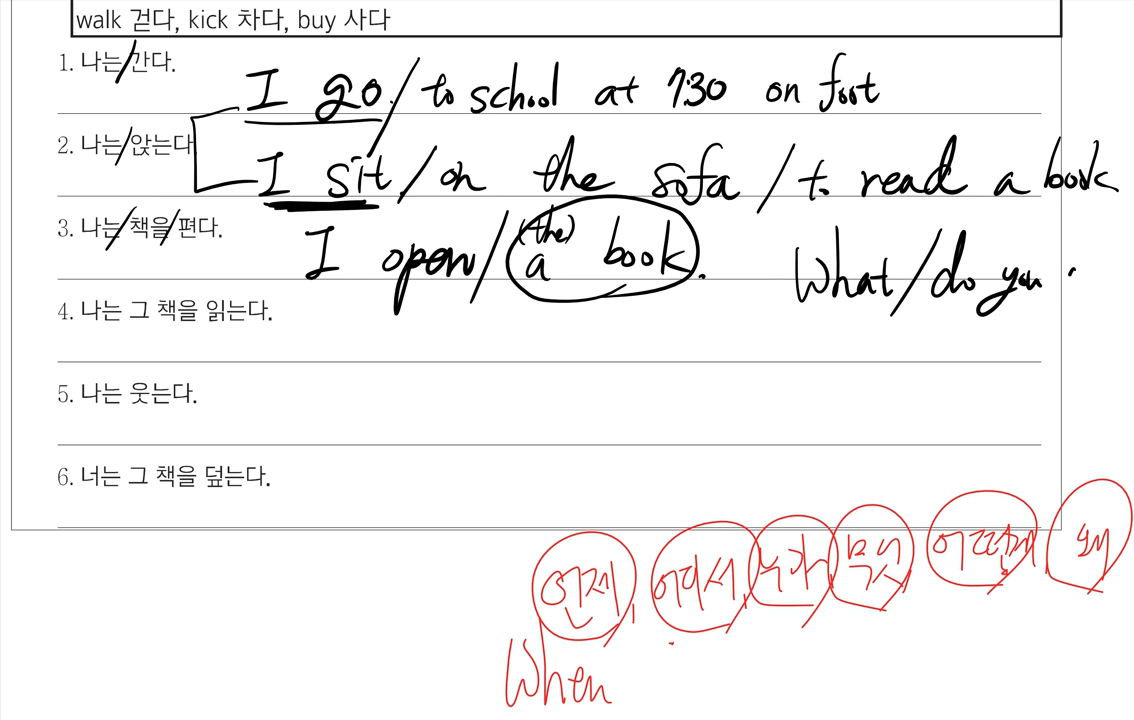 walk 걷다, kick 차다, buy 사다
1. 나는/간다.
I go / to school at 7:30 on foot
2. 나는/앉는다
I sit / on the sofa / to read a book
3. 나는/책을/편다.
I open / (the) a book. What / do you
4. 나는 그 책을 읽는다.
5. 나는 웃는다.
6. 너는 그 책을 덮는다.
언제, 어디서, 누가, 무엇, 어떻게, 왜
When